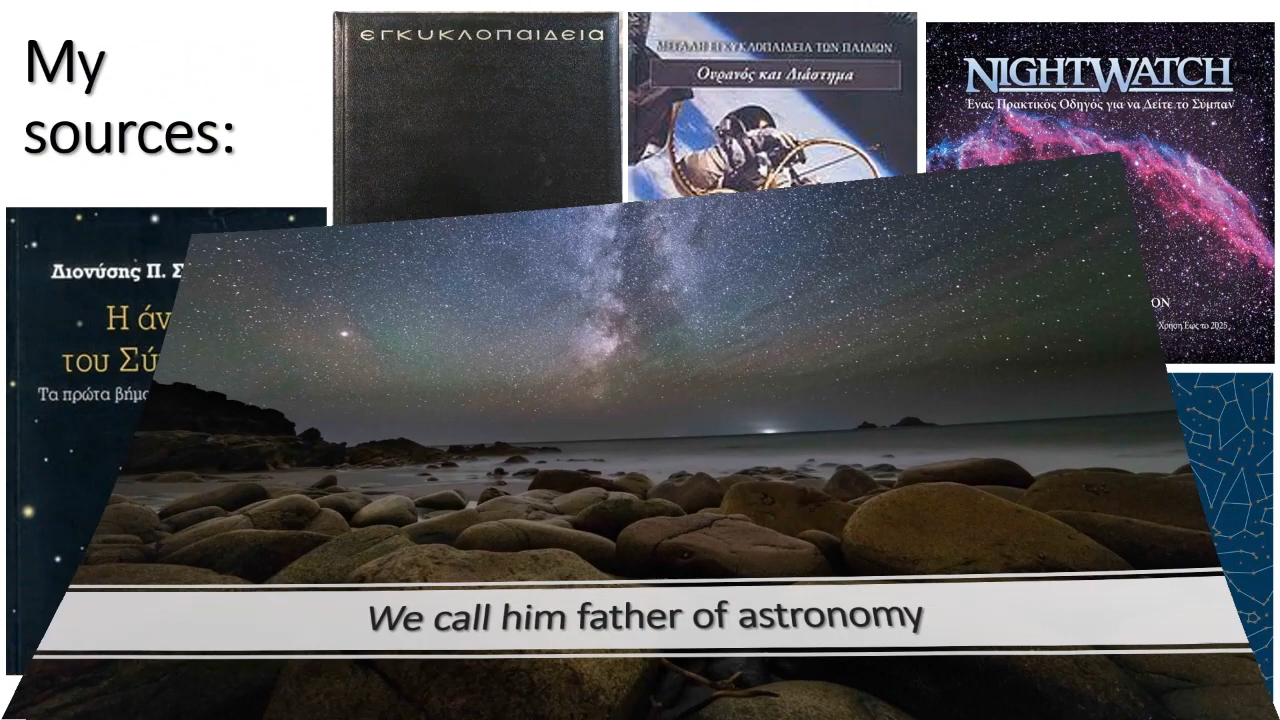 My
sources:
εγκυκλοπαιδεια
ΜΕΓΑΛΗ ΕΓΚΥΚΛΟΠΑΙΔΕΙΑ ΤΩΝ ΠΑΙΔΙΩΝ
Ουρανός και Διάστημα
NIGHTWATCH
Ένας Πρακτικός Οδηγός για να Δείτε το Σύμπαν
Διονύσης Π. Σ
Η άν
του Σύ
Τα πρώτα βήμα
ON
Χρήση Έως το 2025
We call him father of astronomy